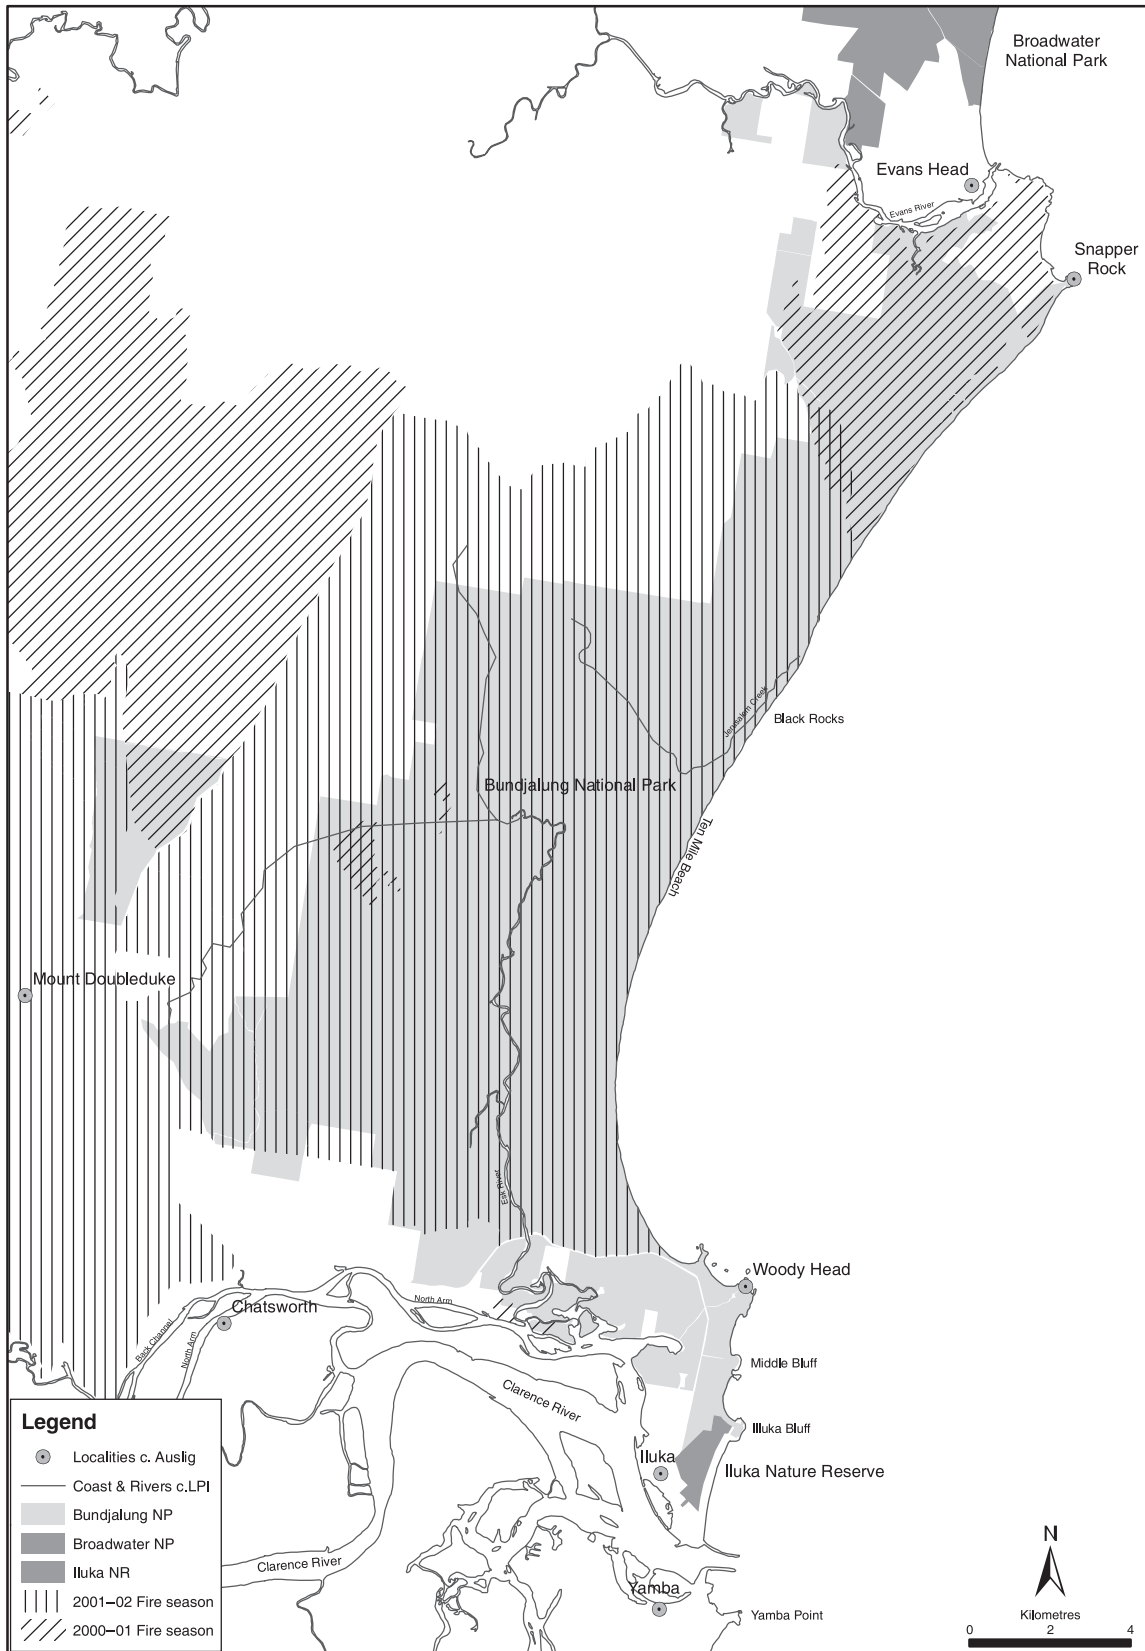 Broadwater
National Park
Evans Head
Evans River
Snapper
Rock
Jerusalem Creek
Black Rocks
Bundjalung National Park
Ten Mile Beach
Mount Doubleduke
Esk River
Woody Head
North Arm
Chatsworth
Back Channel
North Arm
Middle Bluff
Clarence River
Illuka Bluff
Iluka
Iluka Nature Reserve
Clarence River
Yamba
Yamba Point
Legend
Localities c. Auslig
Coast & Rivers c.LPI
Bundjalung NP
Broadwater NP
Iluka NR
2001–02 Fire season
2000–01 Fire season
N
Kilometres
0 2 4